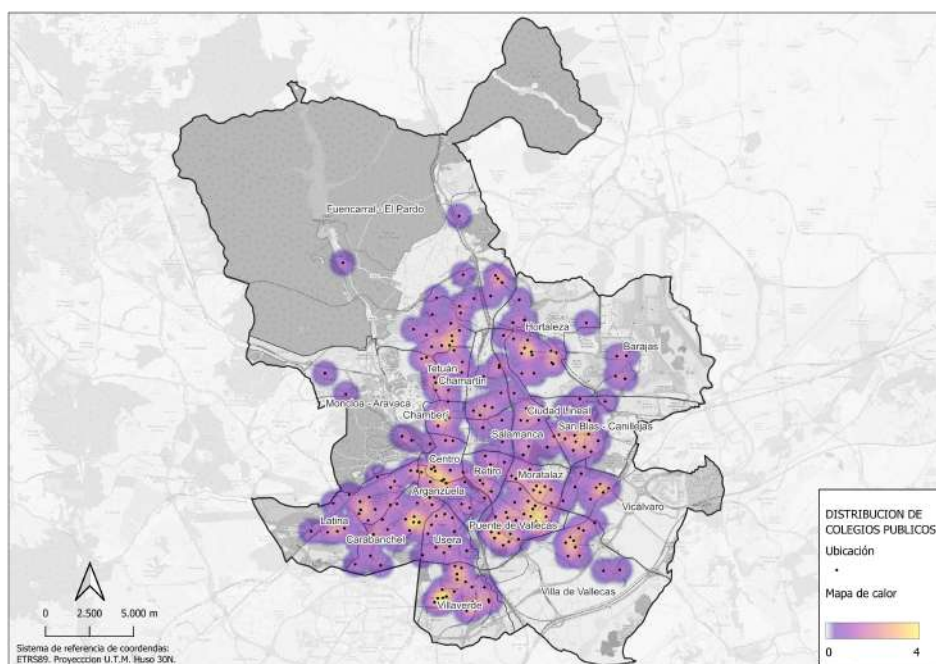 Fuencarral - El Pardo
Hortaleza
Barajas
Tetuán
Chamartín
Moncloa - Aravaca
Chamberí
Ciudad Lineal
San Blas - Canillejas
Salamanca
Centro
Retiro
Moratalaz
Arganzuela
Vicálvaro
Latina
Puente de Vallecas
Carabanchel
Usera
Villa de Vallecas
Villaverde
0 2.500 5.000 m
Sistema de referencia de coordendas:
ETRS89. Proyecccion U.T.M. Huso 30N.
DISTRIBUCION DE
COLEGIOS PUBLICOS
Ubicación
Mapa de calor
0 4